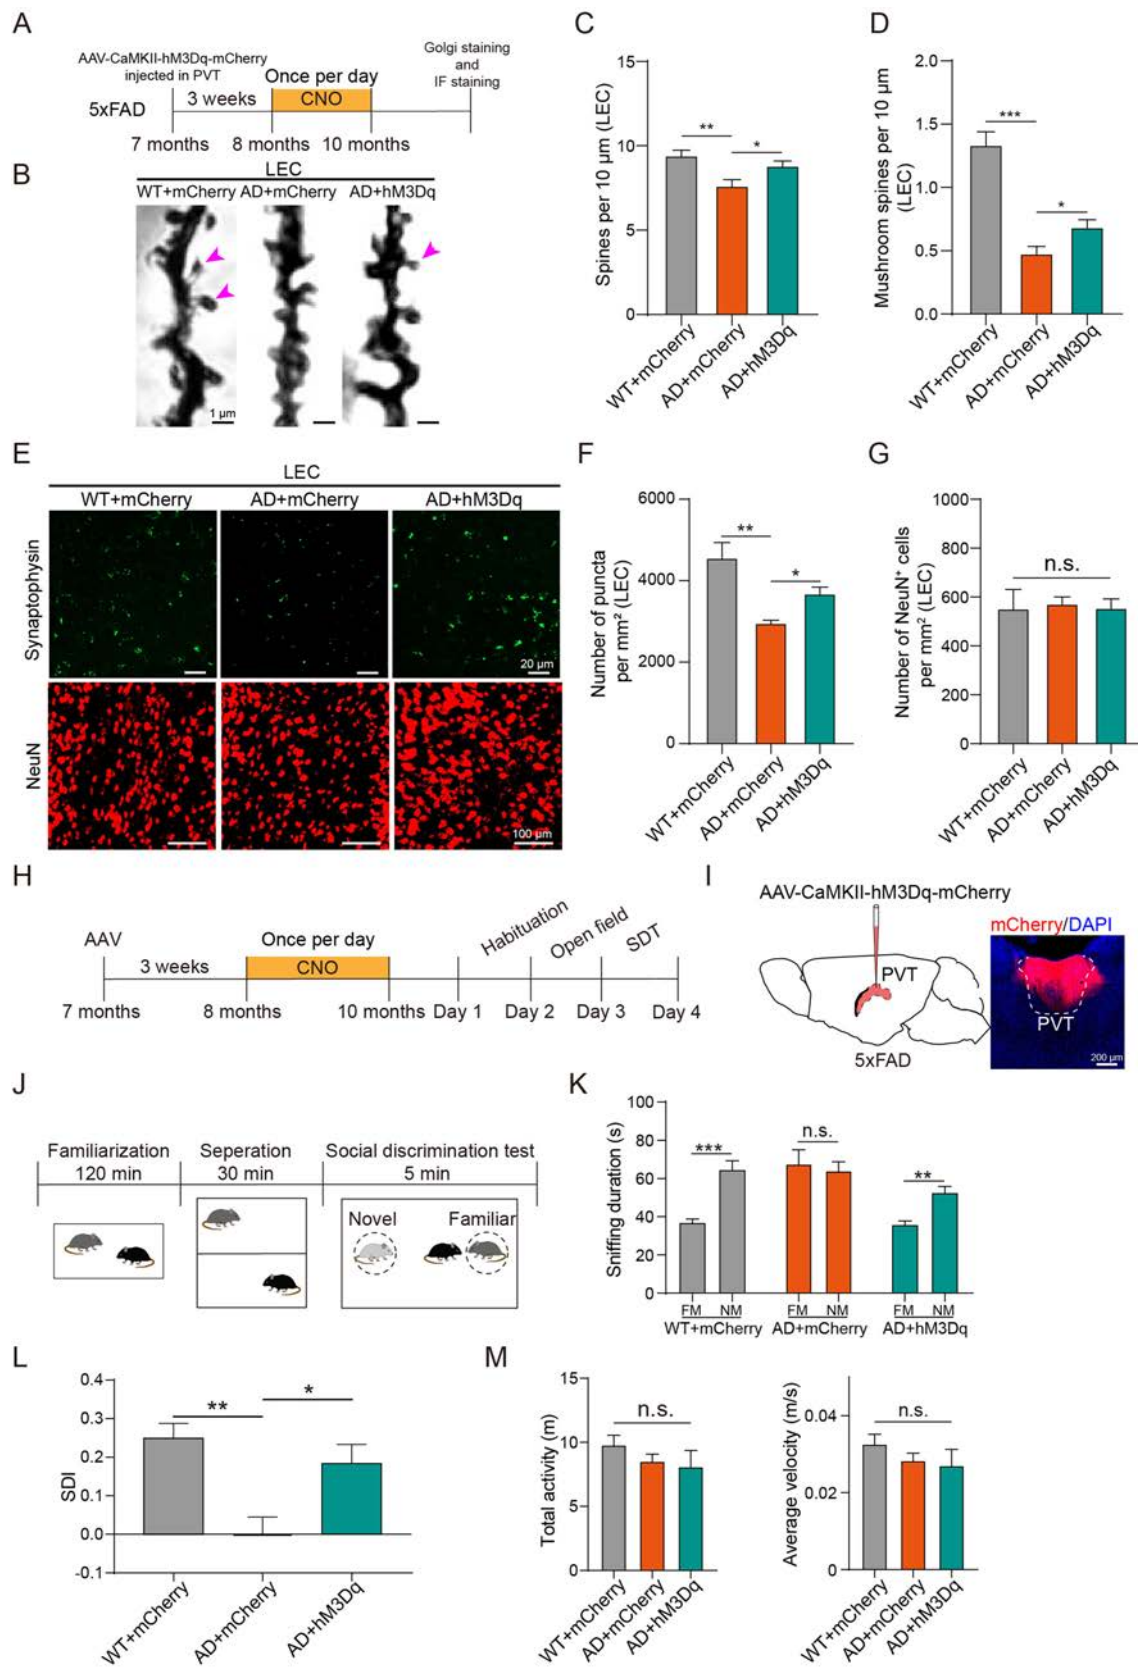 A
AAV-CaMKII-hM3Dq-mCherry
injected in PVT
Once per day
Golgi staining
and
IF staining
5xFAD
3 weeks
CNO
7 months 8 months 10 months
B
LEC
WT+mCherry AD+mCherry AD+hM3Dq
1 µm
C
Spines per 10 µm (LEC)
15
10
5
0
**
*
WT+mCherry
AD+mCherry
AD+hM3Dq
D
Mushroom spines per 10 µm
(LEC)
2.0
1.5
1.0
0.5
0.0
***
*
WT+mCherry
AD+mCherry
AD+hM3Dq
E
LEC
WT+mCherry AD+mCherry AD+hM3Dq
Synaptophysin
20 µm
NeuN
100 µm
F
Number of puncta
per mm² (LEC)
6000
4000
2000
0
**
*
WT+mCherry
AD+mCherry
AD+hM3Dq
G
Number of NeuN⁺ cells
per mm² (LEC)
1000
800
600
400
200
0
n.s.
WT+mCherry
AD+mCherry
AD+hM3Dq
H
AAV
3 weeks
Once per day
CNO
Habituation
Open field
SDT
7 months 8 months 10 months Day 1 Day 2 Day 3 Day 4
I
AAV-CaMKII-hM3Dq-mCherry
PVT
5xFAD
mCherry/DAPI
PVT
200 µm
J
Familiarization Seperation Social discrimination test
120 min 30 min 5 min
Novel Familiar
K
Sniffing duration (s)
100
80
60
40
20
0
***
n.s.
**
FM NM FM NM FM NM
WT+mCherry AD+mCherry AD+hM3Dq
L
SDI
0.4
0.3
0.2
0.1
0.0
-0.1
**
*
WT+mCherry
AD+mCherry
AD+hM3Dq
M
Total activity (m)
15
10
5
0
n.s.
WT+mCherry
AD+mCherry
AD+hM3Dq
Average velocity (m/s)
0.04
0.02
0
n.s.
WT+mCherry
AD+mCherry
AD+hM3Dq